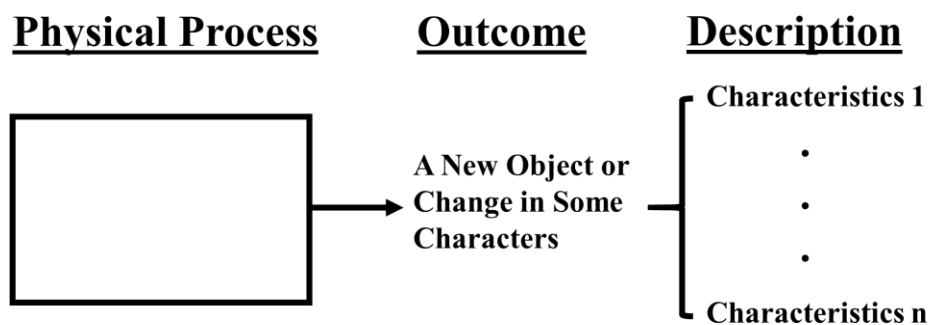 Physical Process
Outcome
Description
Characteristics 1
A New Object or
Change in Some
Characters
Characteristics n